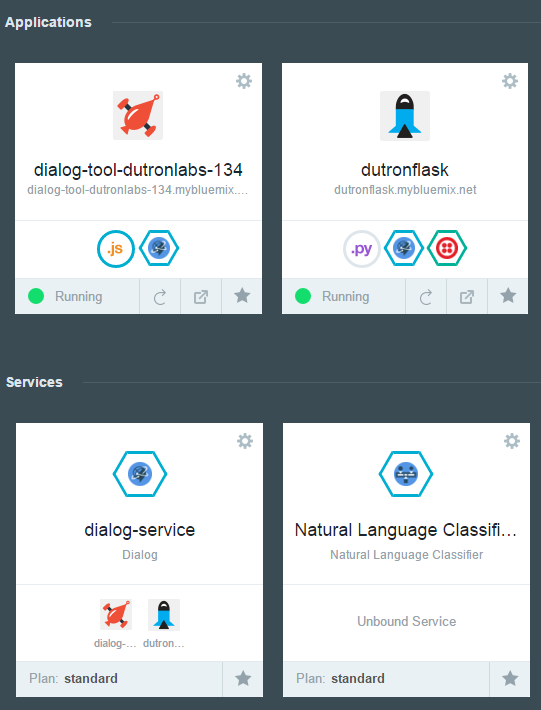 Applications
dialog-tool-dutronlabs-134
dialog-tool-dutronlabs-134.mybluemix....
.js
Running
dutronflask
dutronflask.mybluemix.net
.py
Running
Services
dialog-service
Dialog
dialog-...
dutron...
Plan: standard
Natural Language Classifi...
Natural Language Classifier
Unbound Service
Plan: standard